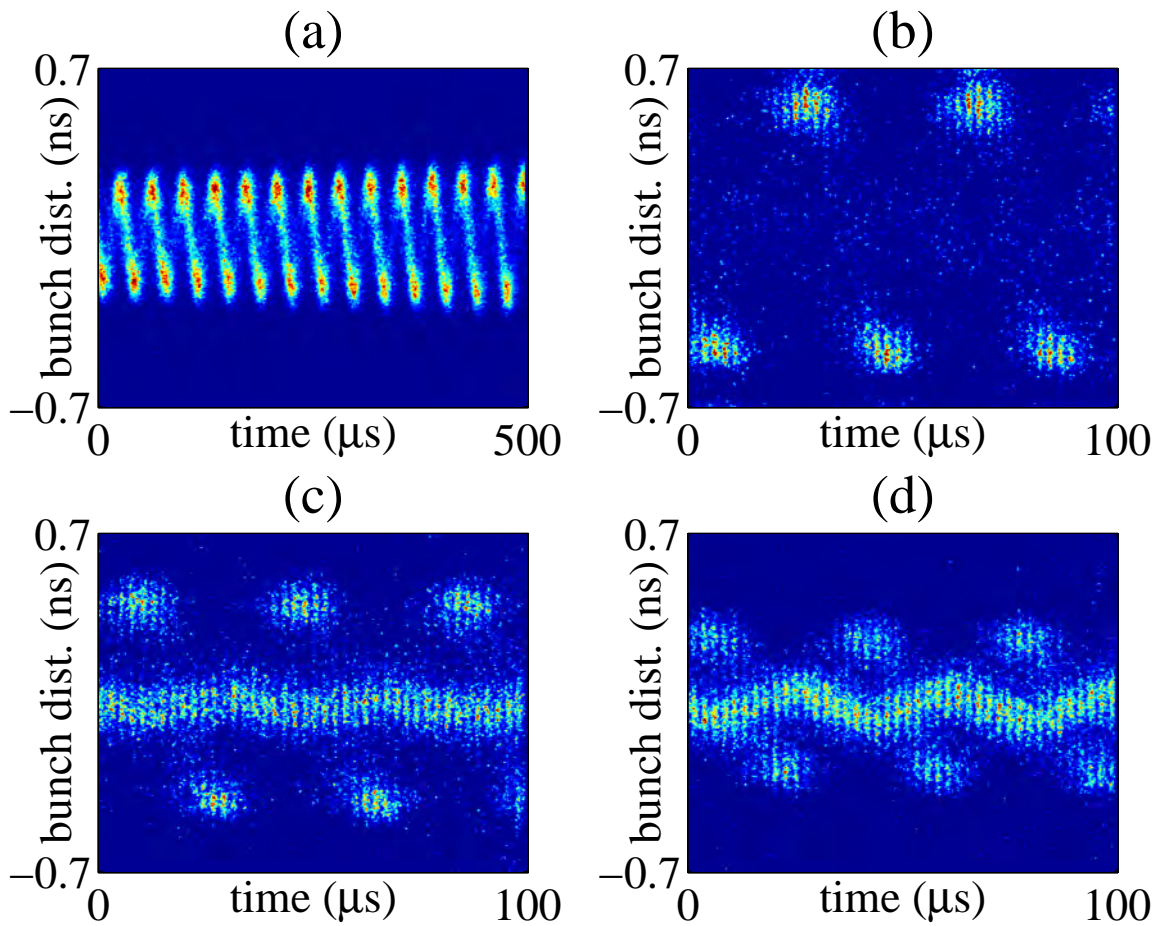 (a)
0.7
bunch dist. (ns)
–0.7
0
time (μs)
500
(b)
0.7
bunch dist. (ns)
–0.7
0
time (μs)
100
(c)
0.7
bunch dist. (ns)
–0.7
0
time (μs)
100
(d)
0.7
bunch dist. (ns)
–0.7
0
time (μs)
100